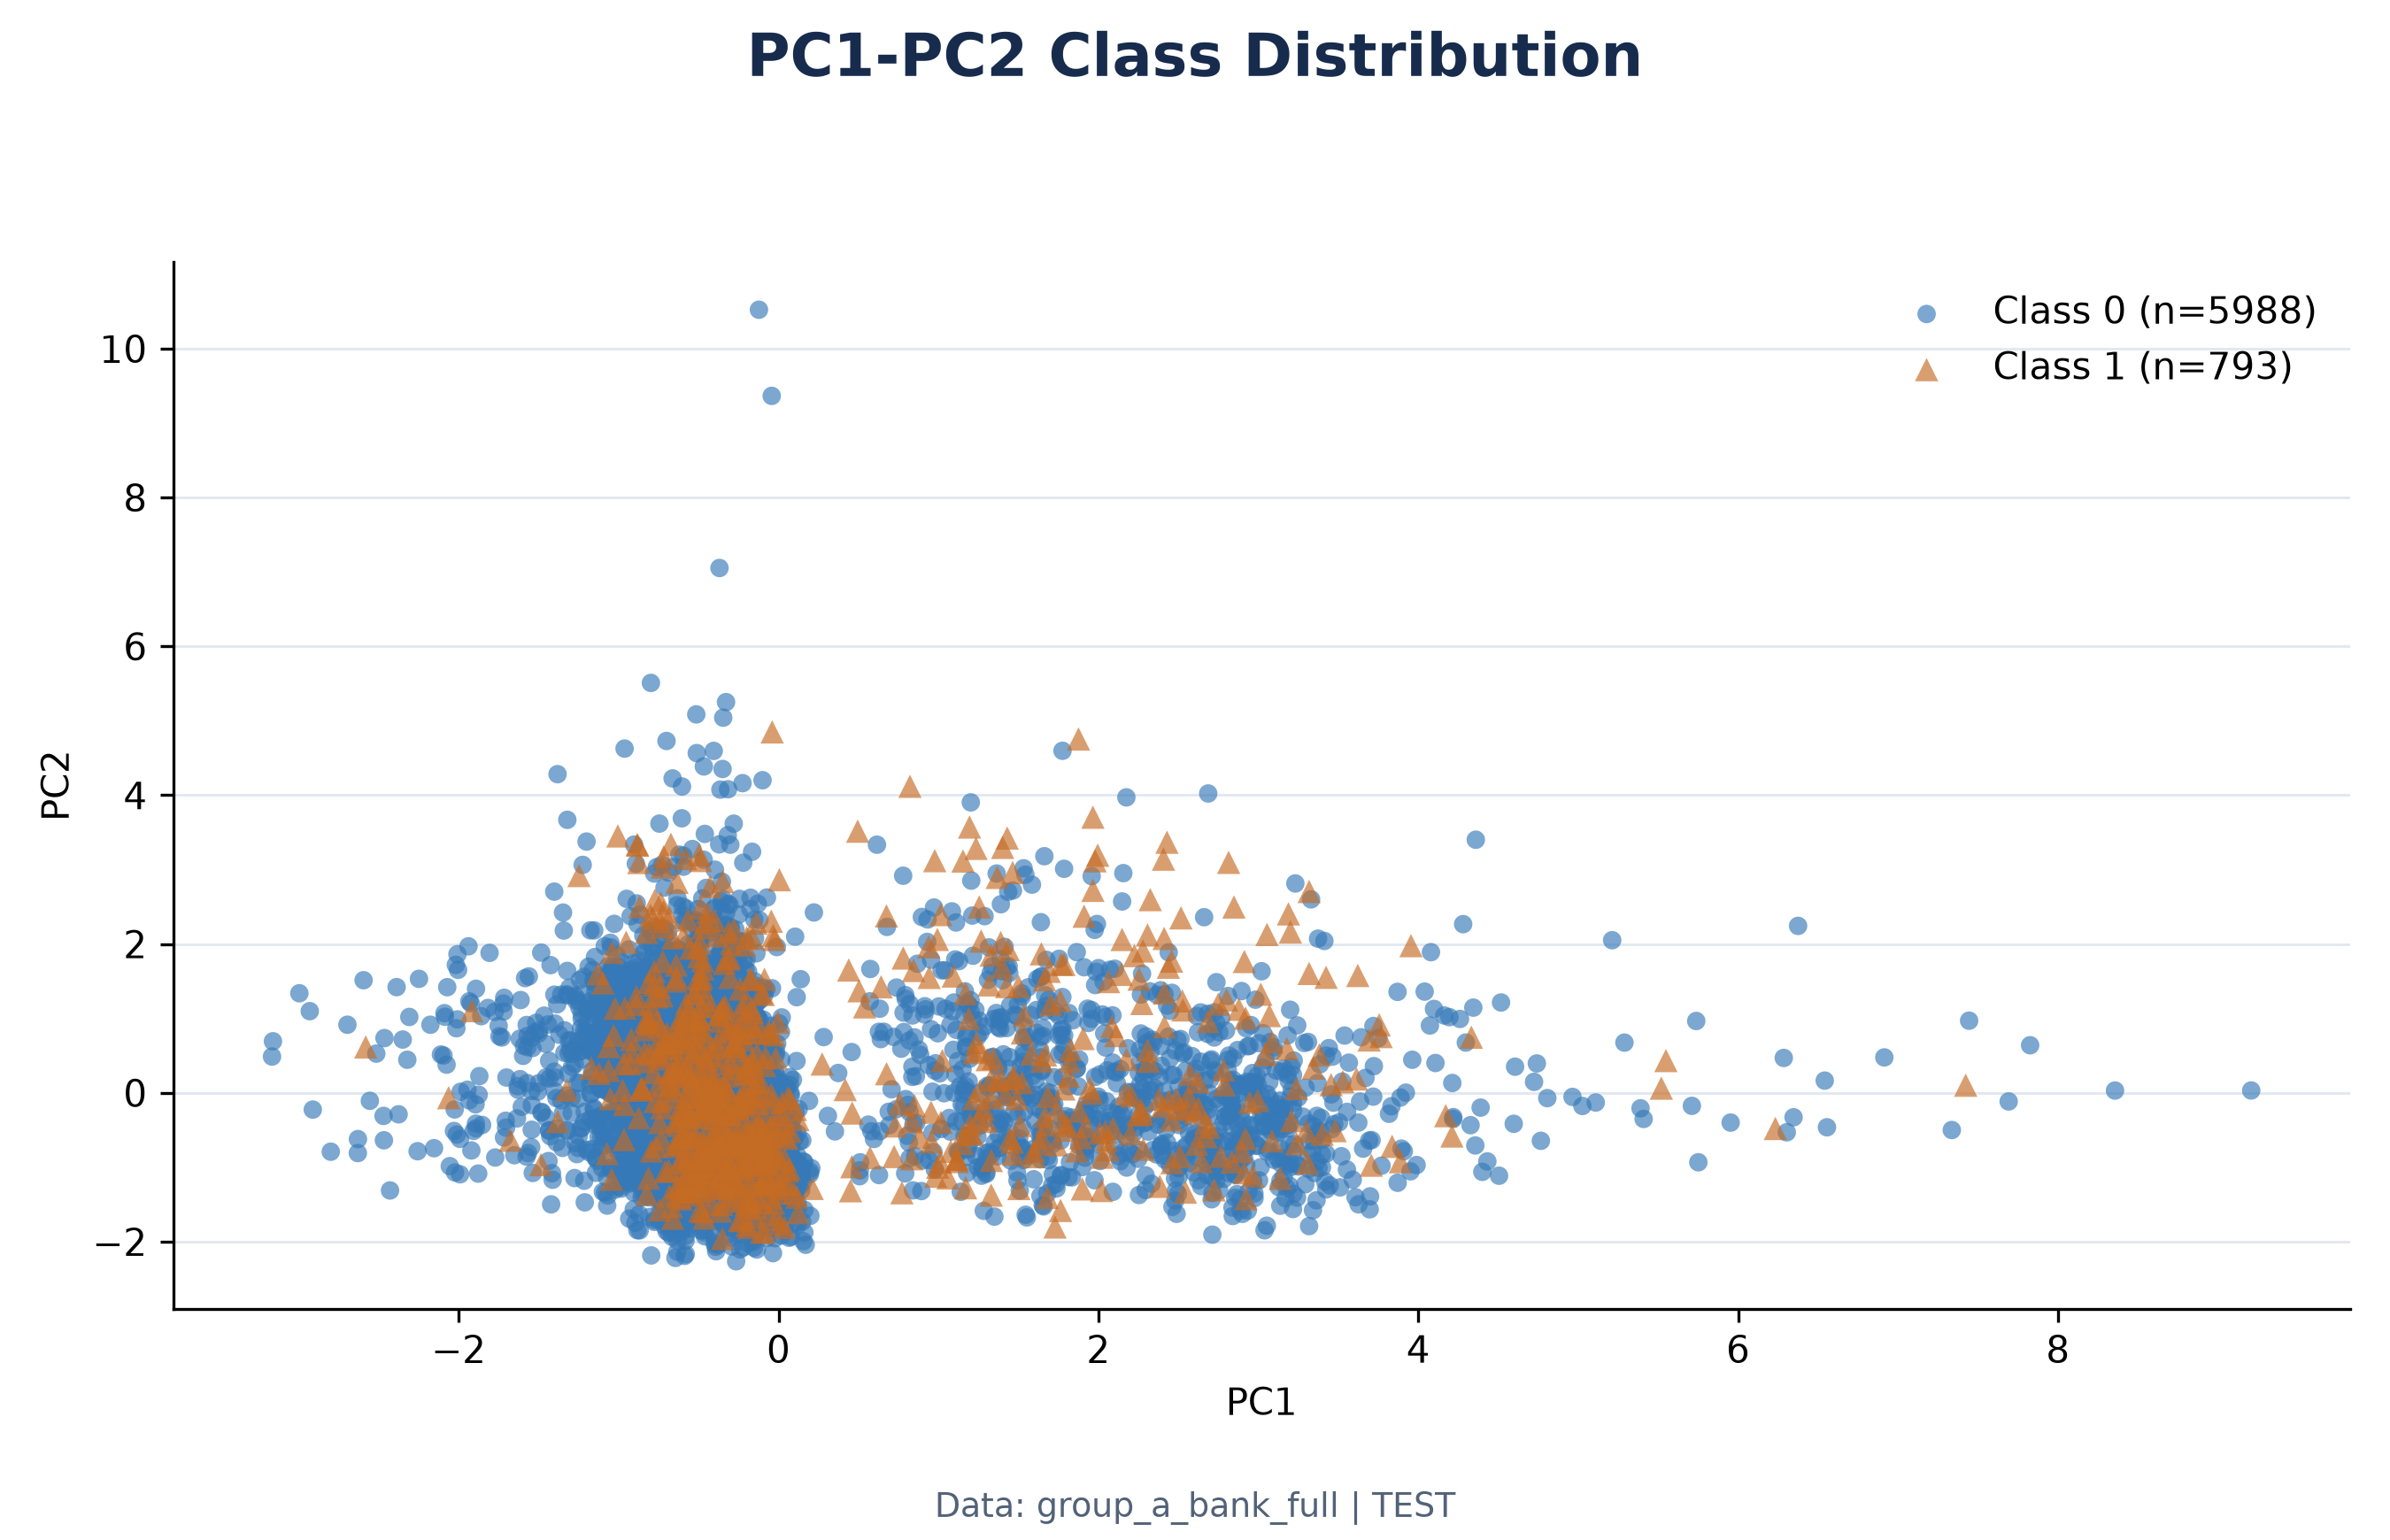 PC1-PC2 Class Distribution
Class 0 (n=5988)
Class 1 (n=793)
10
8
6
4
2
0
−2
PC2
−2 0 2 4 6 8
PC1
Data: group_a_bank_full | TEST